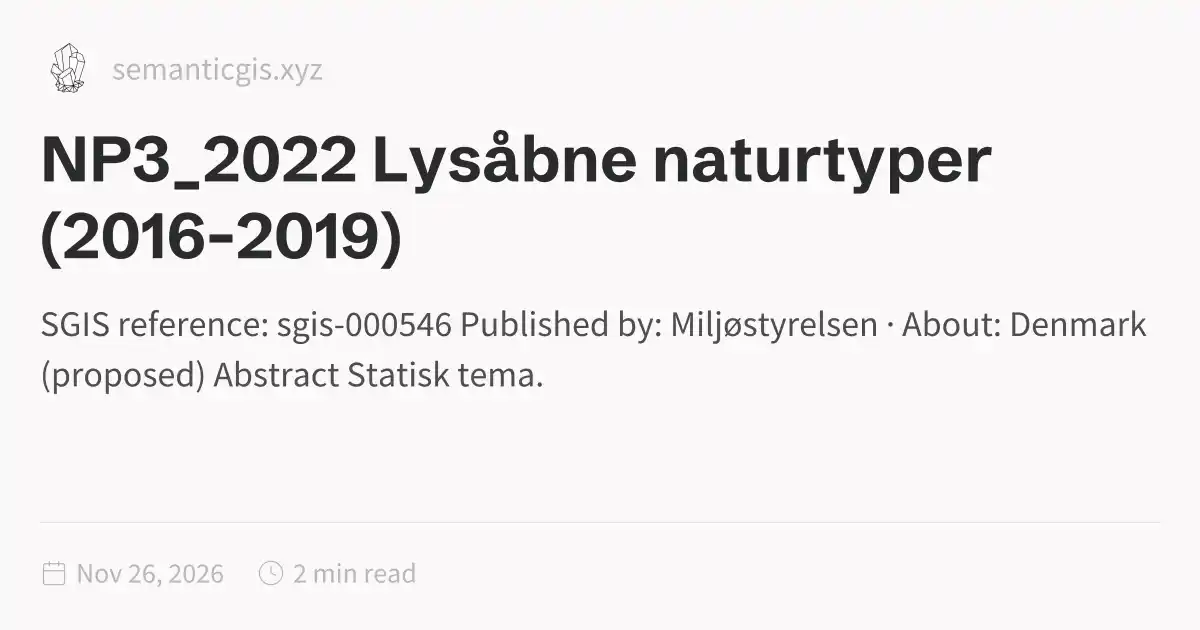 semanticgis.xyz
NP3_2022 Lysåbne naturtyper
(2016-2019)
SGIS reference: sgis-000546 Published by: Miljøstyrelsen · About: Denmark
(proposed) Abstract Statisk tema.
Nov 26, 2026 2 min read